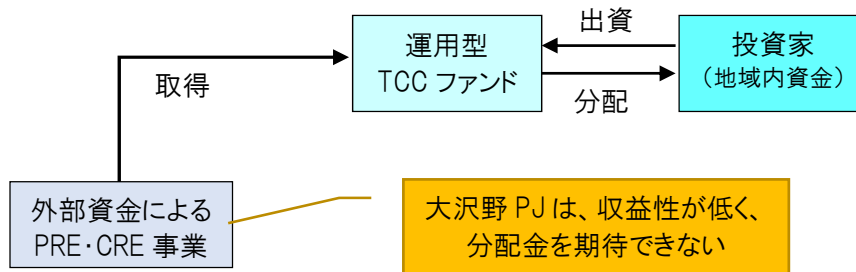 出資
運用型
TCC ファンド
投資家
（地域内資金）
取得
分配
外部資金による
PRE・CRE 事業
大沢野 PJ は、収益性が低く、
分配金を期待できない